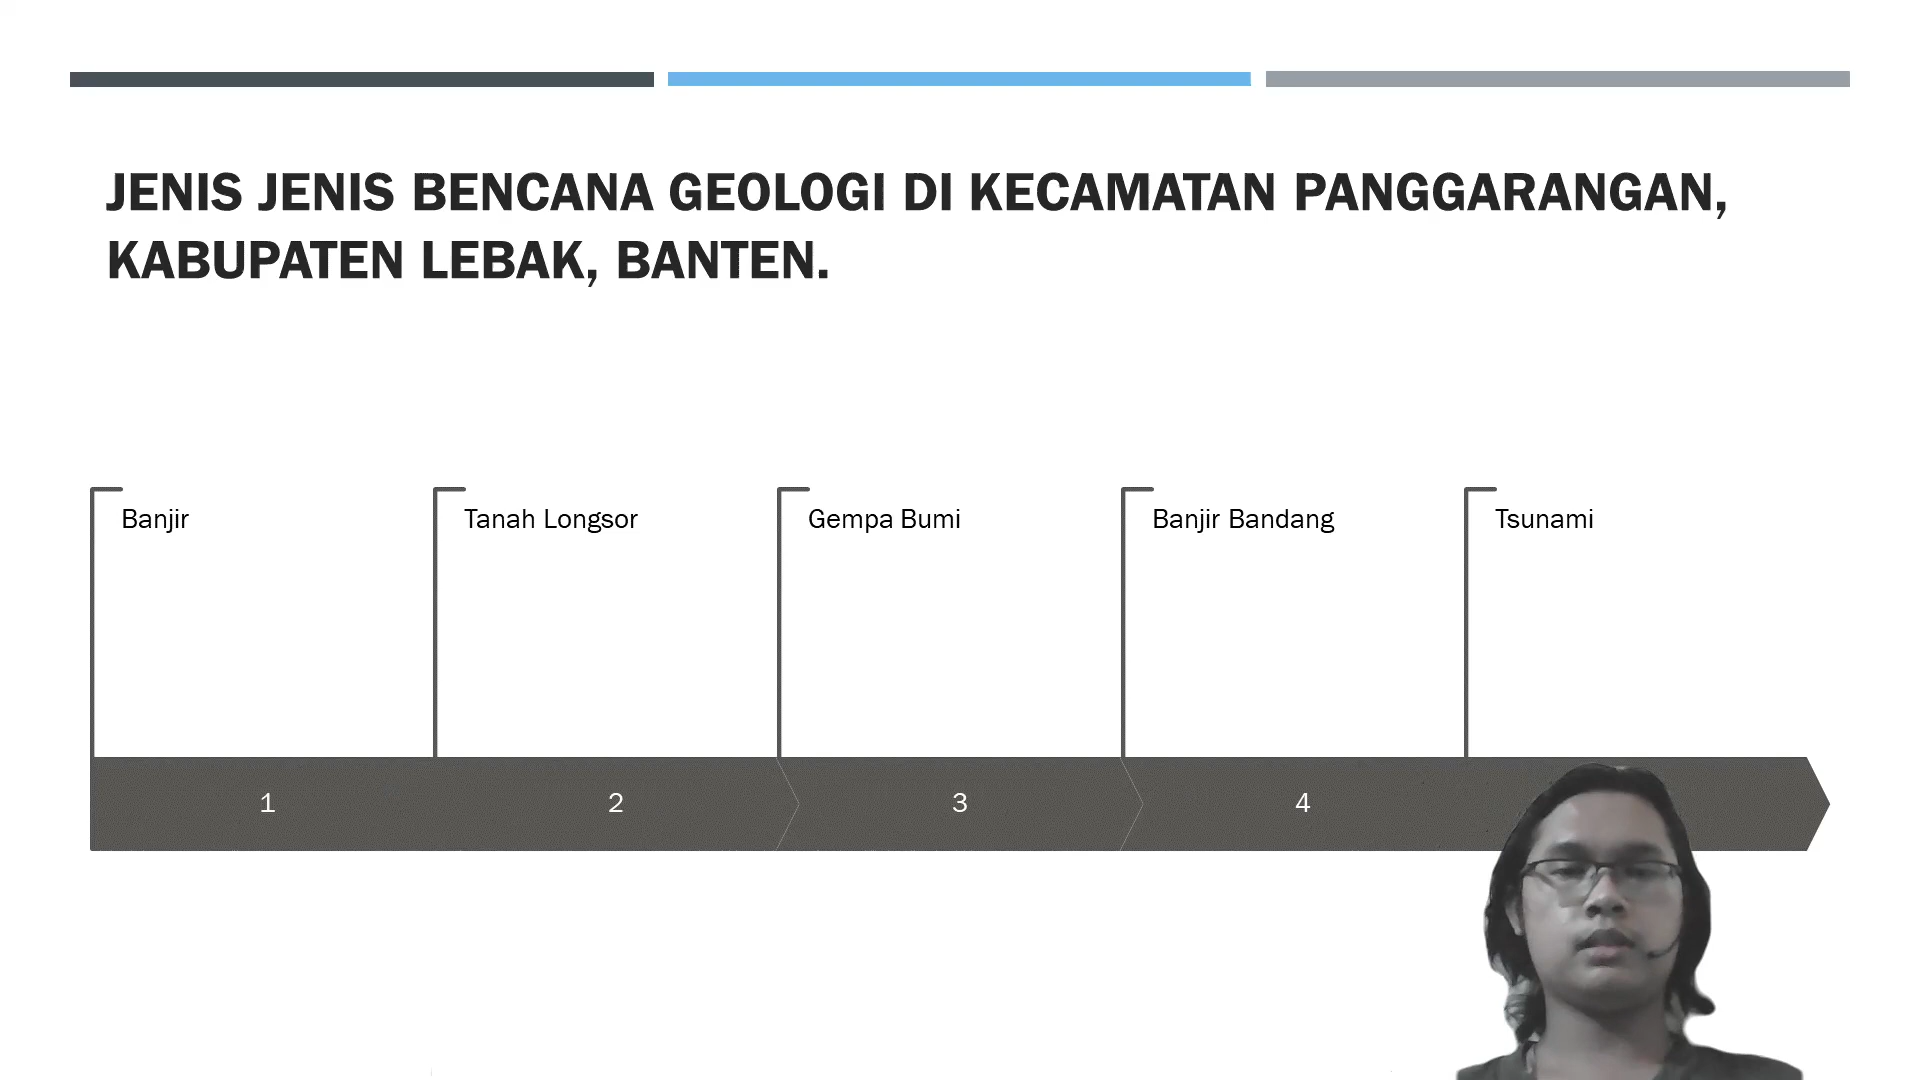 JENIS JENIS BENCANA GEOLOGI DI KECAMATAN PANGGARANGAN,
KABUPATEN LEBAK, BANTEN.
Banjir
Tanah Longsor
Gempa Bumi
Banjir Bandang
Tsunami
1
2
3
4